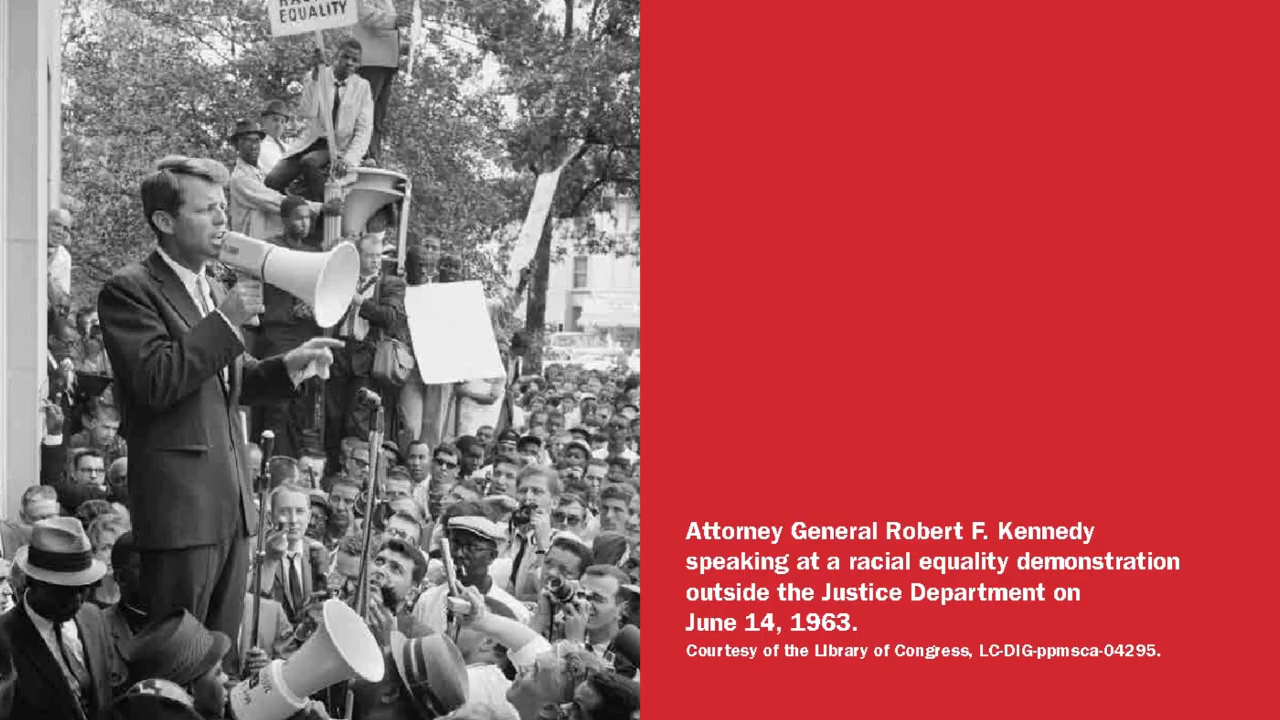 EQUALITY
Attorney General Robert F. Kennedy
speaking at a racial equality demonstration
outside the Justice Department on
June 14, 1963.
Courtesy of the Library of Congress, LC-DIG-ppmsca-04295.